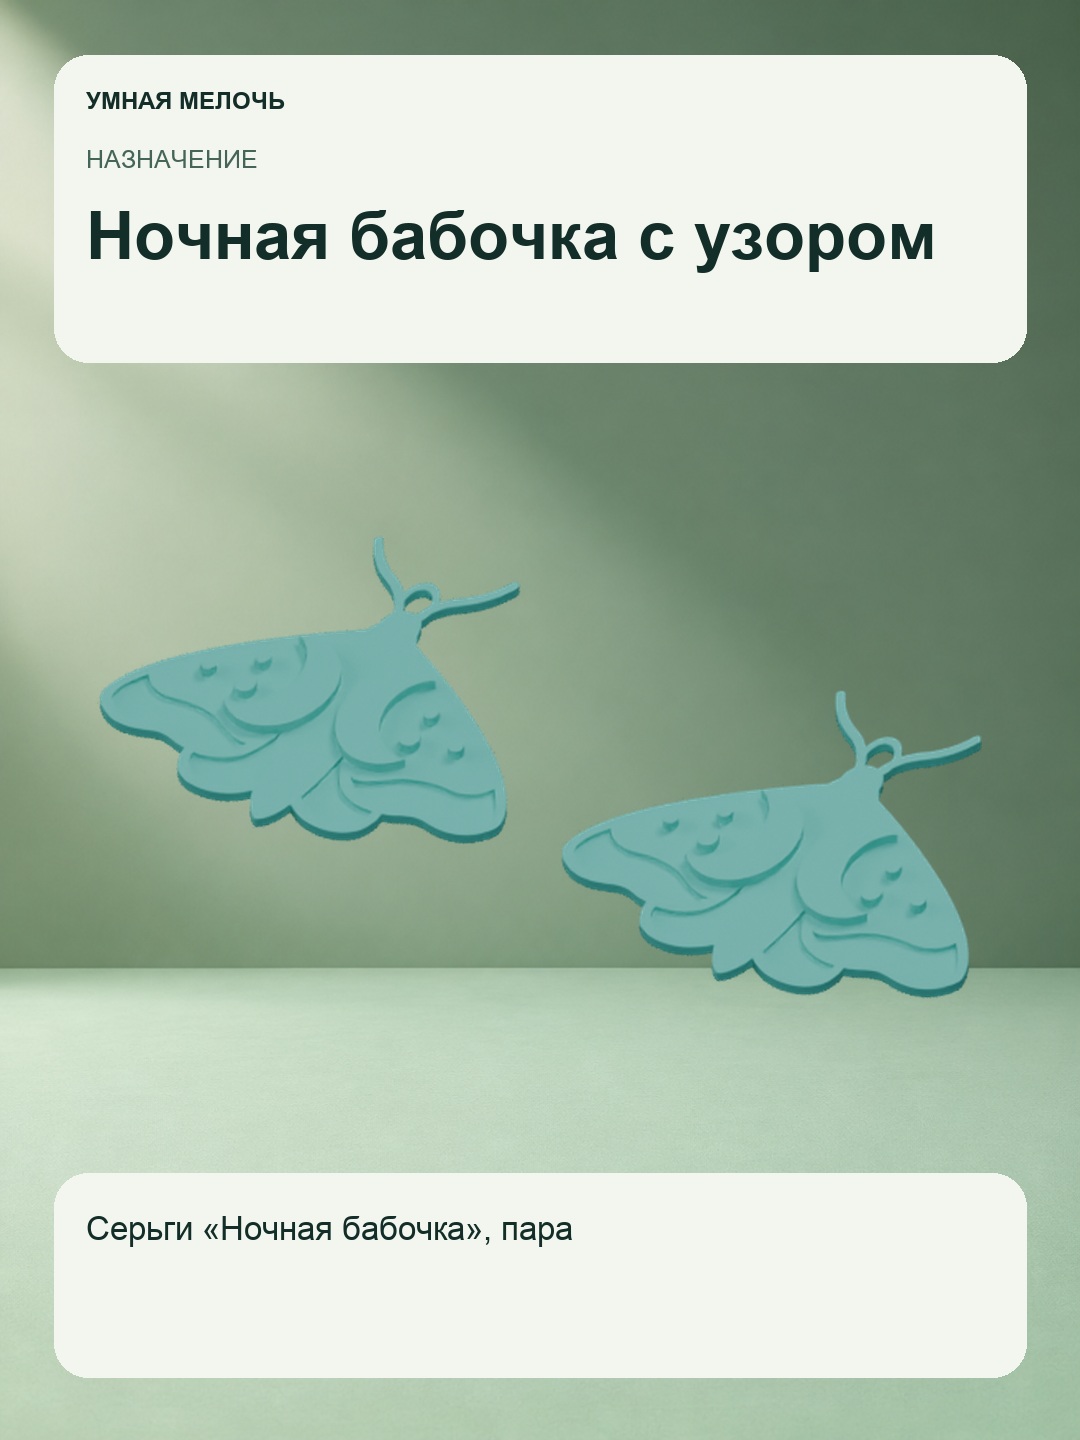 УМНАЯ МЕЛОЧЬ
НАЗНАЧЕНИЕ
Ночная бабочка с узором
Серьги «Ночная бабочка», пара